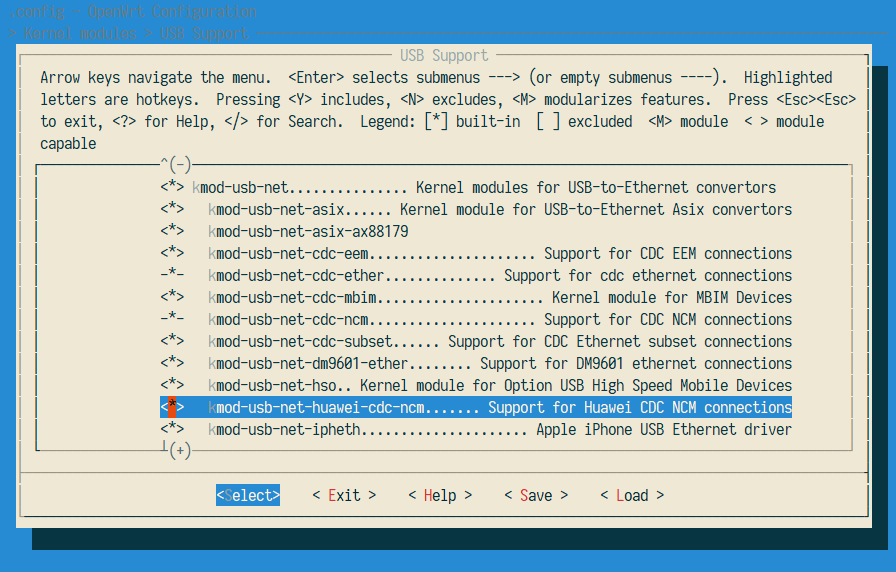 .config - OpenWrt Configuration
> Kernel modules > USB Support
USB Support
Arrow keys navigate the menu.  <Enter> selects submenus ---> (or empty submenus ----).  Highlighted
letters are hotkeys.  Pressing <Y> includes, <N> excludes, <M> modularizes features.  Press <Esc><Esc>
to exit, <?> for Help, </> for Search.  Legend: [*] built-in  [ ] excluded  <M> module  < > module
capable
^(-)
<*> kmod-usb-net............... Kernel modules for USB-to-Ethernet convertors
<*>   kmod-usb-net-asix...... Kernel module for USB-to-Ethernet Asix convertors
<*>   kmod-usb-net-asix-ax88179
<*>   kmod-usb-net-cdc-eem..................... Support for CDC EEM connections
-*-   kmod-usb-net-cdc-ether.............. Support for cdc ethernet connections
<*>   kmod-usb-net-cdc-mbim..................... Kernel module for MBIM Devices
-*-   kmod-usb-net-cdc-ncm..................... Support for CDC NCM connections
<*>   kmod-usb-net-cdc-subset...... Support for CDC Ethernet subset connections
<*>   kmod-usb-net-dm9601-ether........ Support for DM9601 ethernet connections
<*>   kmod-usb-net-hso.. Kernel module for Option USB High Speed Mobile Devices
<*>   kmod-usb-net-huawei-cdc-ncm....... Support for Huawei CDC NCM connections
<*>   kmod-usb-net-ipheth..................... Apple iPhone USB Ethernet driver
┴(+)
<Select>    < Exit >    < Help >    < Save >    < Load >